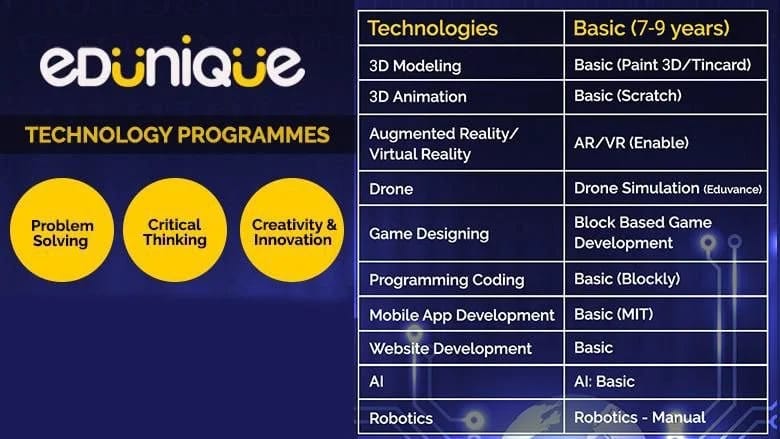 eDÜNIQÜE
TECHNOLOGY PROGRAMMES
Problem
Solving
Critical
Thinking
Creativity &
Innovation
Technologies Basic (7-9 years)
3D Modeling Basic (Paint 3D/Tincard)
3D Animation Basic (Scratch)
Augmented Reality/
Virtual Reality AR/VR (Enable)
Drone Drone Simulation (Eduvance)
Game Designing Block Based Game
Development
Programming Coding Basic (Blockly)
Mobile App Development Basic (MIT)
Website Development Basic
AI AI: Basic
Robotics Robotics - Manual